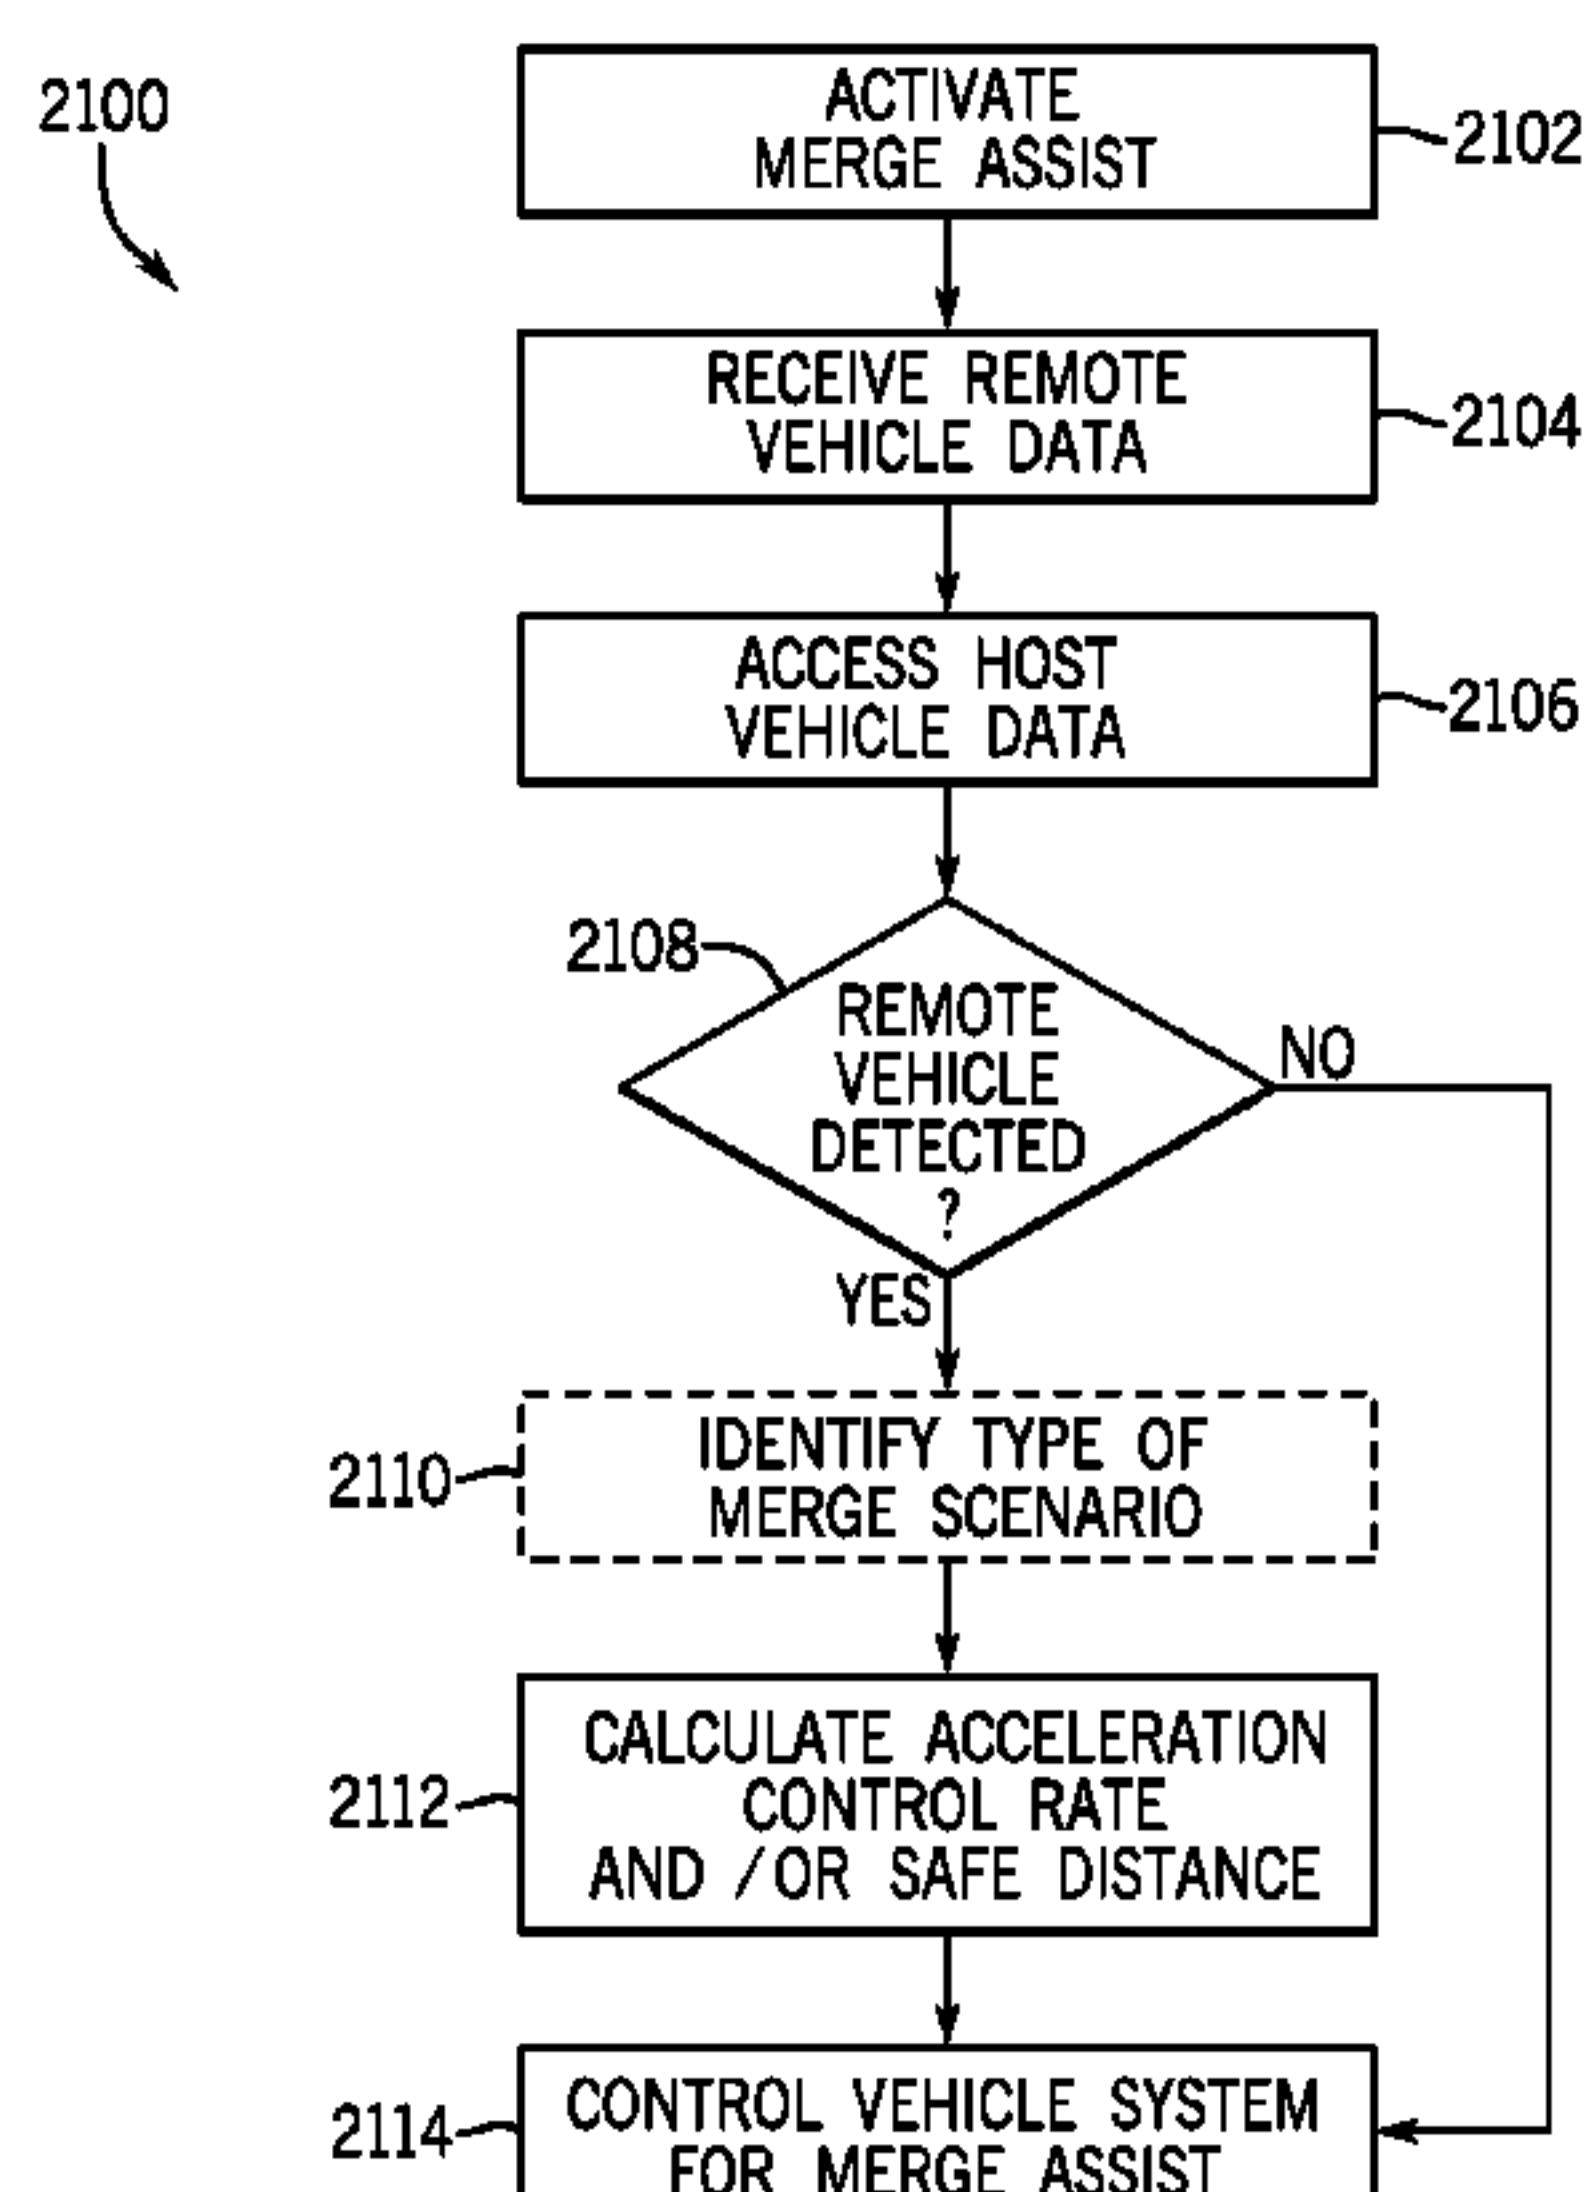 2100
ACTIVATE
MERGE ASSIST
2102
RECEIVE REMOTE
VEHICLE DATA
2104
ACCESS HOST
VEHICLE DATA
2106
2108
REMOTE
VEHICLE
DETECTED
?
NO
YES
2110
IDENTIFY TYPE OF
MERGE SCENARIO
2112
CALCULATE ACCELERATION
CONTROL RATE
AND /OR SAFE DISTANCE
2114
CONTROL VEHICLE SYSTEM
FOR MERGE ASSIST